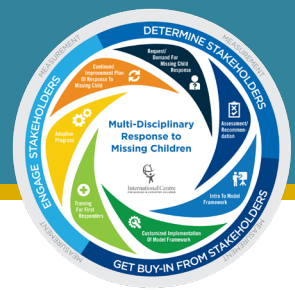 MEASUREMENT
MEASUREMENT
DETERMINE STAKEHOLDERS
ENGAGE STAKEHOLDERS
GET BUY-IN FROM STAKEHOLDERS
MEASUREMENT
MEASUREMENT
Request/
Demand For
Missing Child
Response
Assessment/
Recommen-
dation
Intro To Model
Framework
Customized Implementation
Of Model Framework
Training
For First
Responders
Adoption
Progress
Continued
Improvement Plan
Of Response To
Missing Child
Multi-Disciplinary
Response to
Missing Children
International Centre